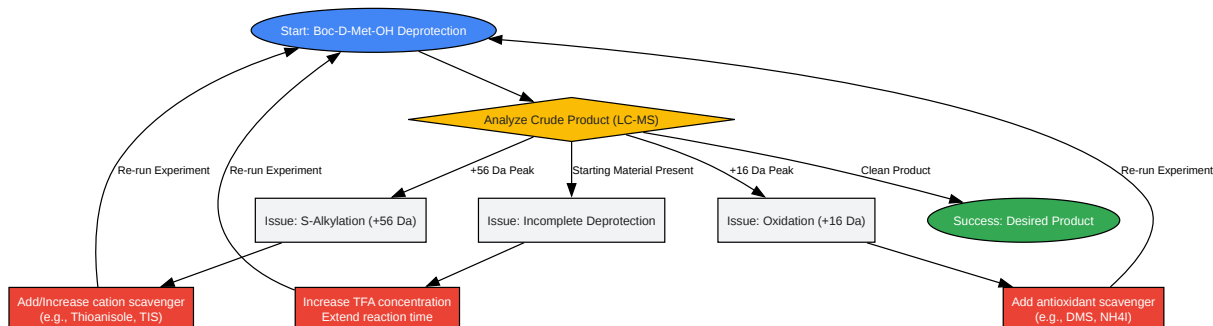 Start: Boc-D-Met-OH Deprotection
Analyze Crude Product (LC-MS)
Re-run Experiment
Re-run Experiment
+56 Da Peak
Starting Material Present
+16 Da Peak
Clean Product
Re-run Experiment
Issue: S-Alkylation (+56 Da)
Issue: Incomplete Deprotection
Issue: Oxidation (+16 Da)
Success: Desired Product
Add/Increase cation scavenger
(e.g., Thioanisole, TIS)
Increase TFA concentration
Extend reaction time
Add antioxidant scavenger
(e.g., DMS, NH4I)